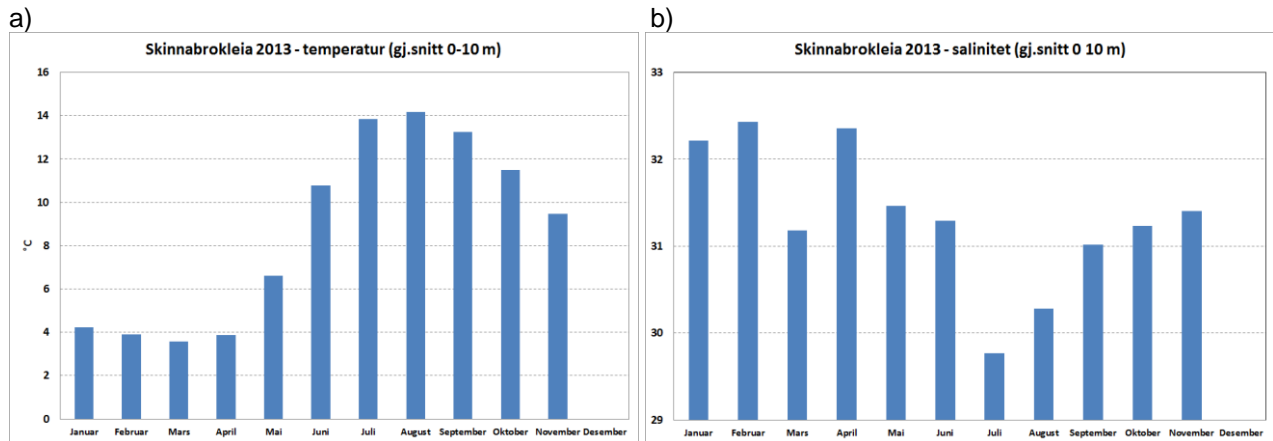 a)
Skinnabrokleia 2013 - temperatur (gj.snitt 0-10 m)
16
14
12
10
8
6
4
2
0
°C
Januar Februar Mars April Mai Juni Juli August September Oktober November Desember
b)
Skinnabrokleia 2013 - salinitet (gj.snitt 0 10 m)
33
32
31
30
29
Januar Februar Mars April Mai Juni Juli August September Oktober November Desember